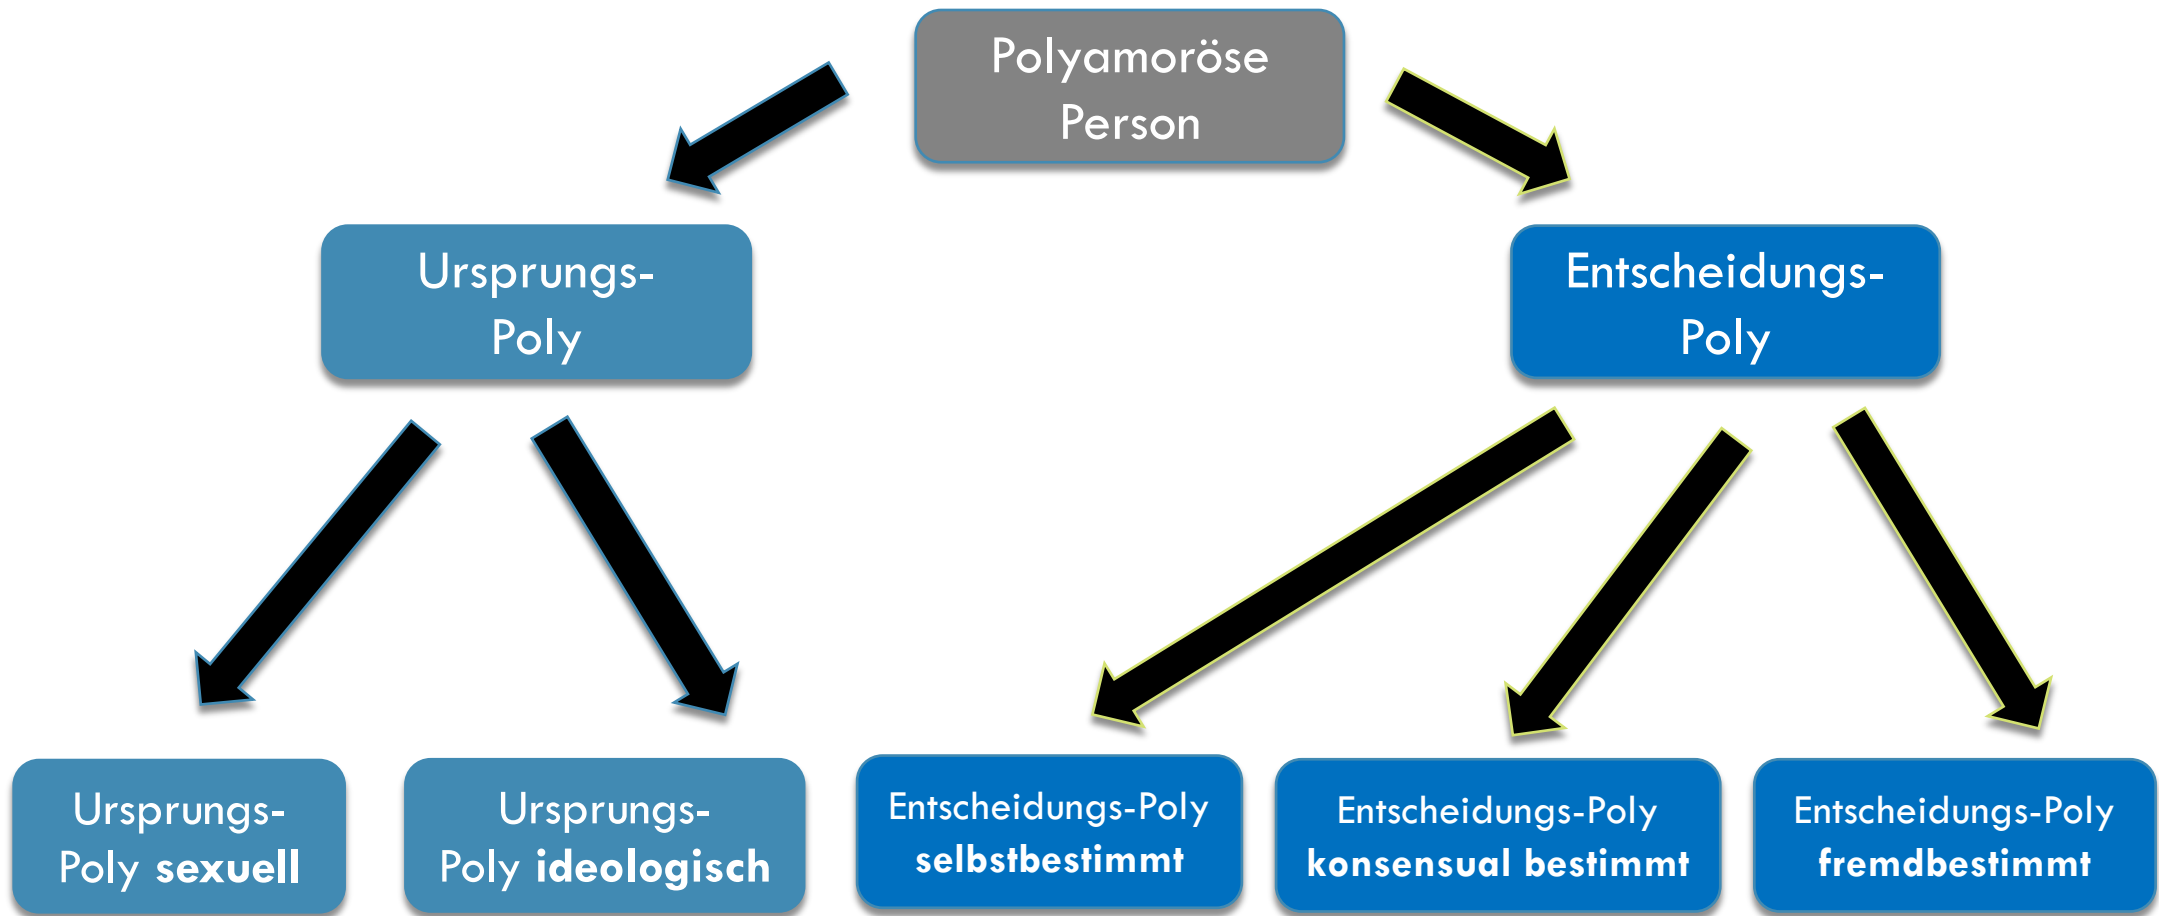 Polyamoröse
Person
Ursprungs-
Poly
Entscheidungs-
Poly
Ursprungs-
Poly sexuell
Ursprungs-
Poly ideologisch
Entscheidungs-Poly
selbstbestimmt
Entscheidungs-Poly
konsensual bestimmt
Entscheidungs-Poly
fremdbestimmt